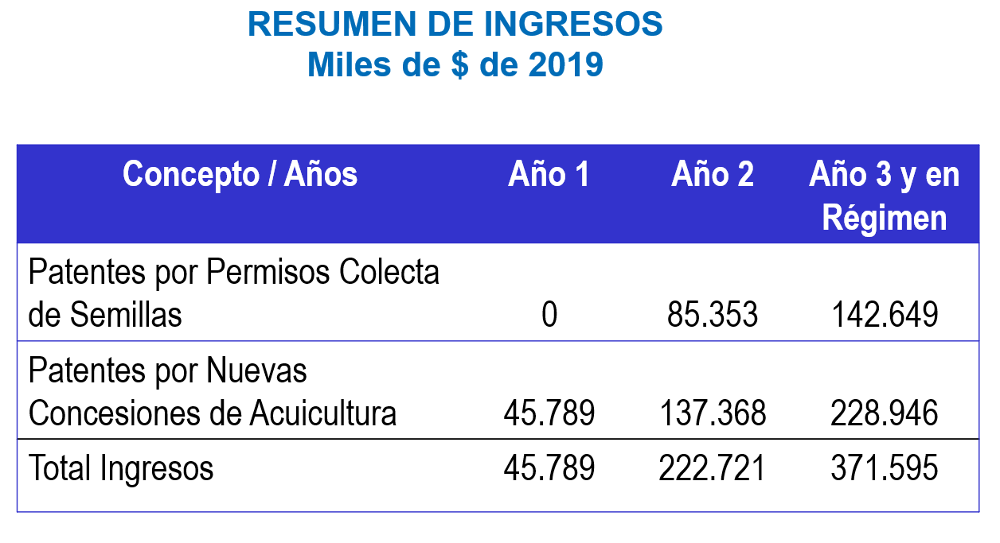 RESUMEN DE INGRESOS
Miles de $ de 2019
Concepto / Años Año 1 Año 2 Año 3 y en
Régimen
Patentes por Permisos Colecta
de Semillas 0 85.353 142.649
Patentes por Nuevas
Concesiones de Acuicultura 45.789 137.368 228.946
Total Ingresos 45.789 222.721 371.595